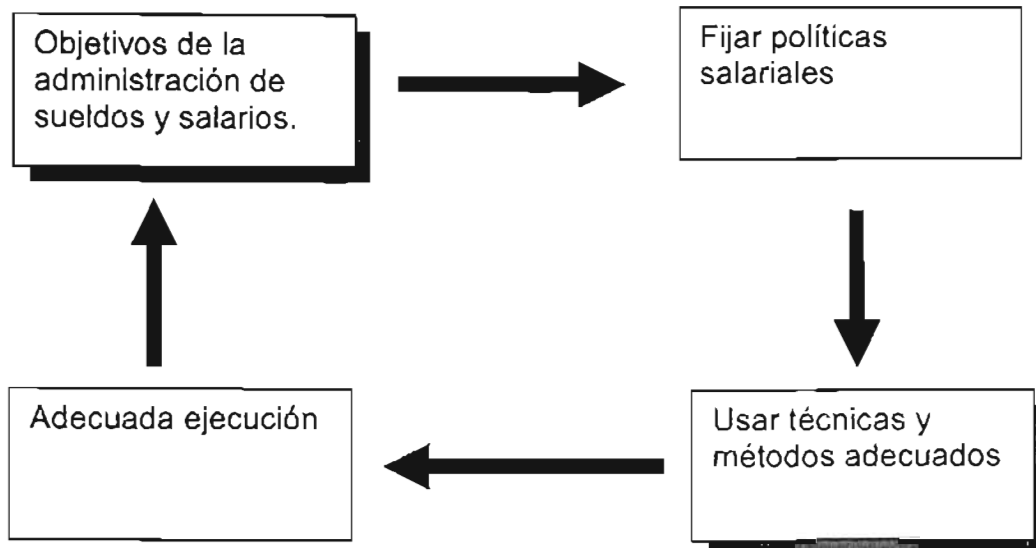 Objetivos de la
administración de
sueldos y salarios.
Fijar políticas
salariales
Usar técnicas y
métodos adecuados
Adecuada ejecución